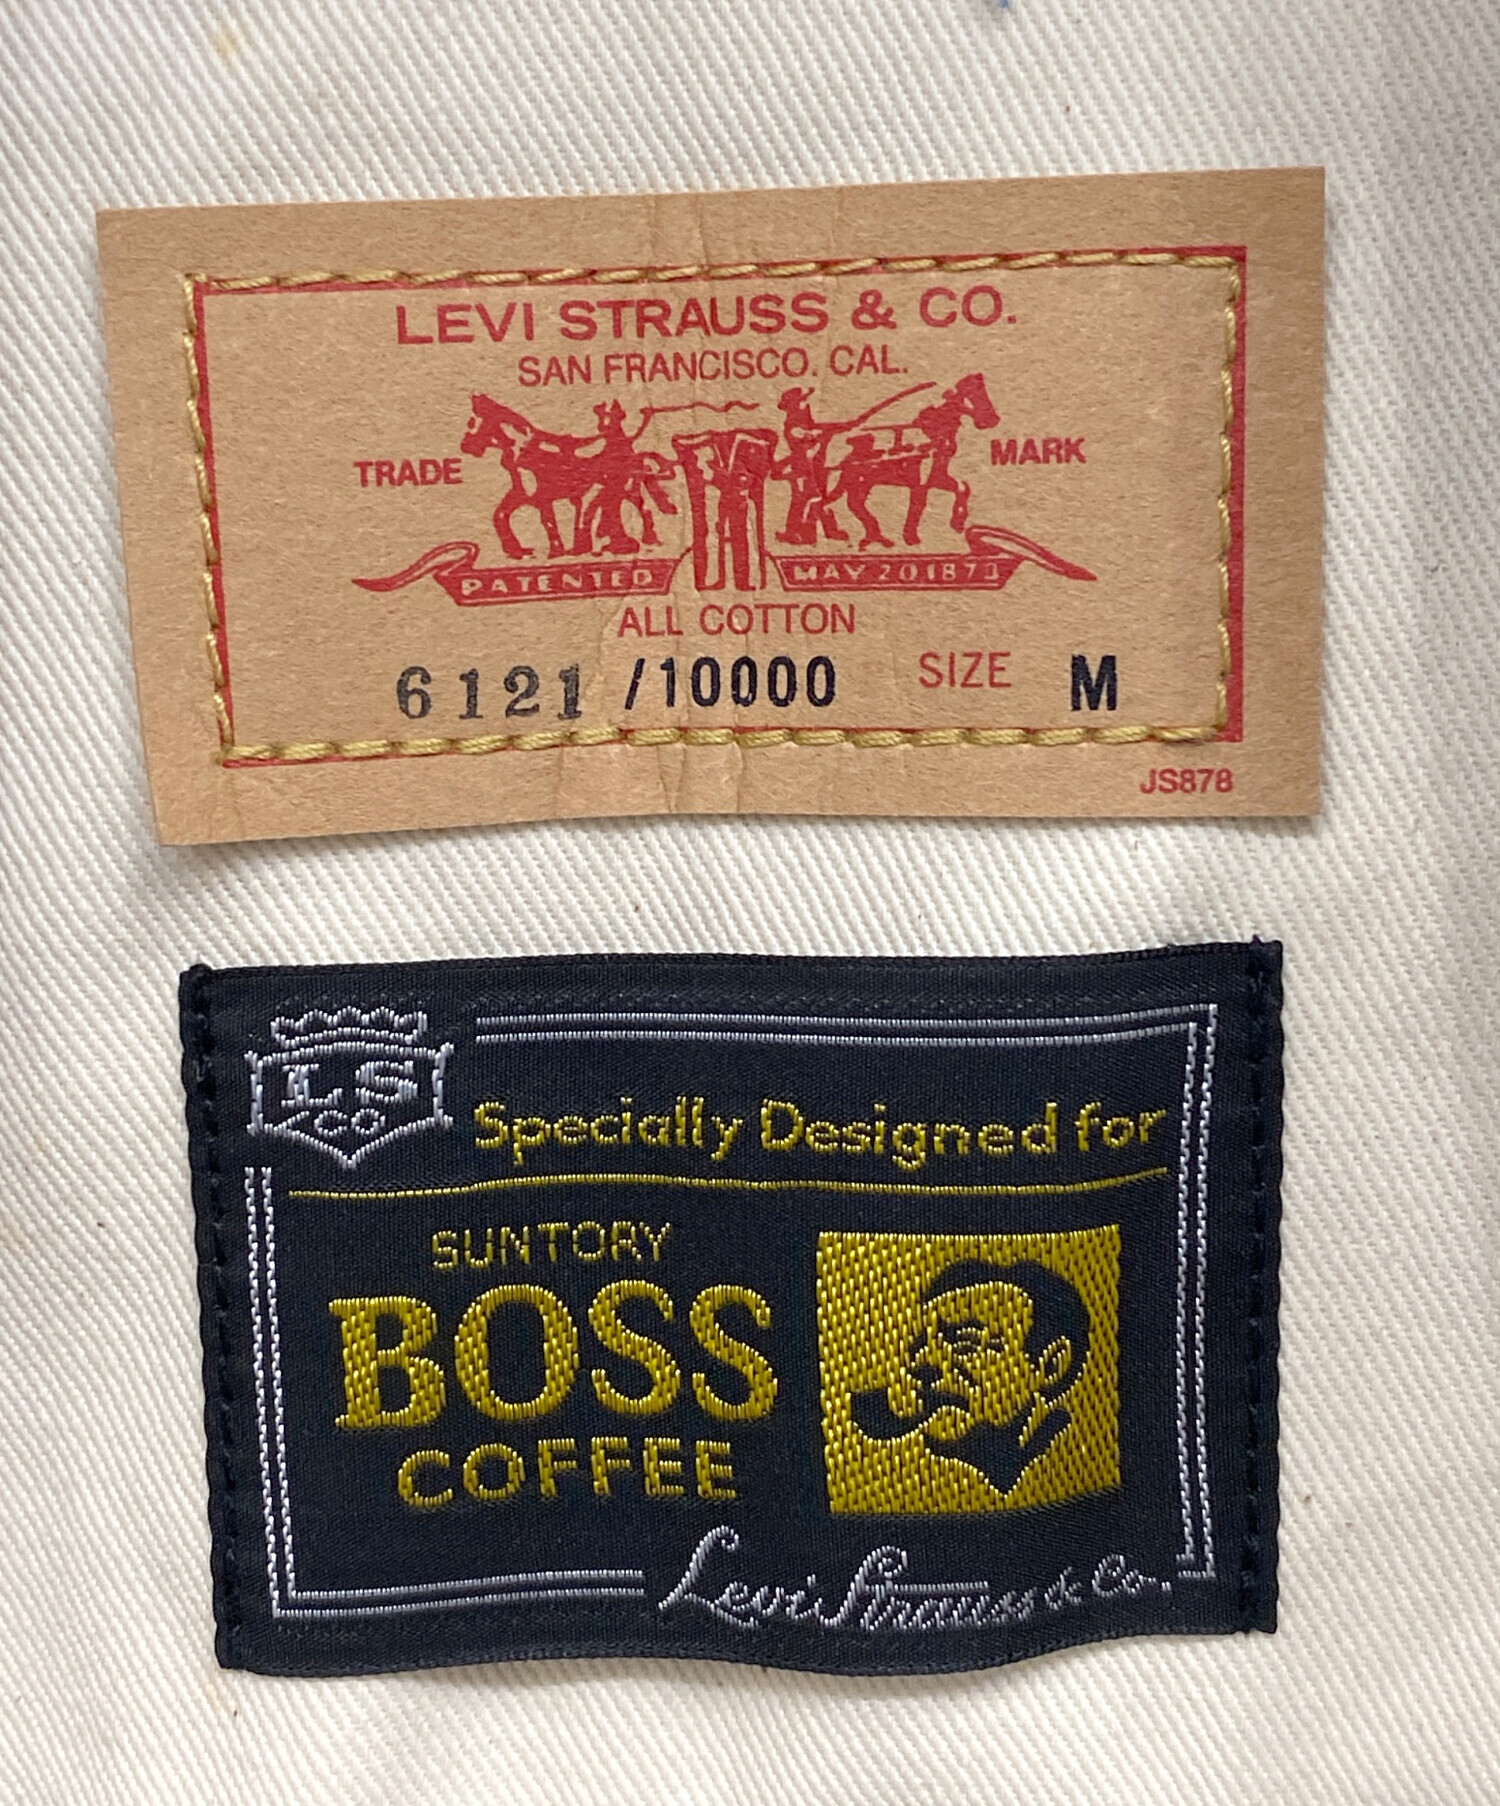 LEVI STRAUSS & CO.
SAN FRANCISCO. CAL.
TRADE MARK
PATENTED MAY 20 1873
ALL COTTON
6121 /10000 SIZE M
JS878
LS
CO
Specially Designed for
SUNTORY
BOSS
COFFEE
Levi Strauss & Co.